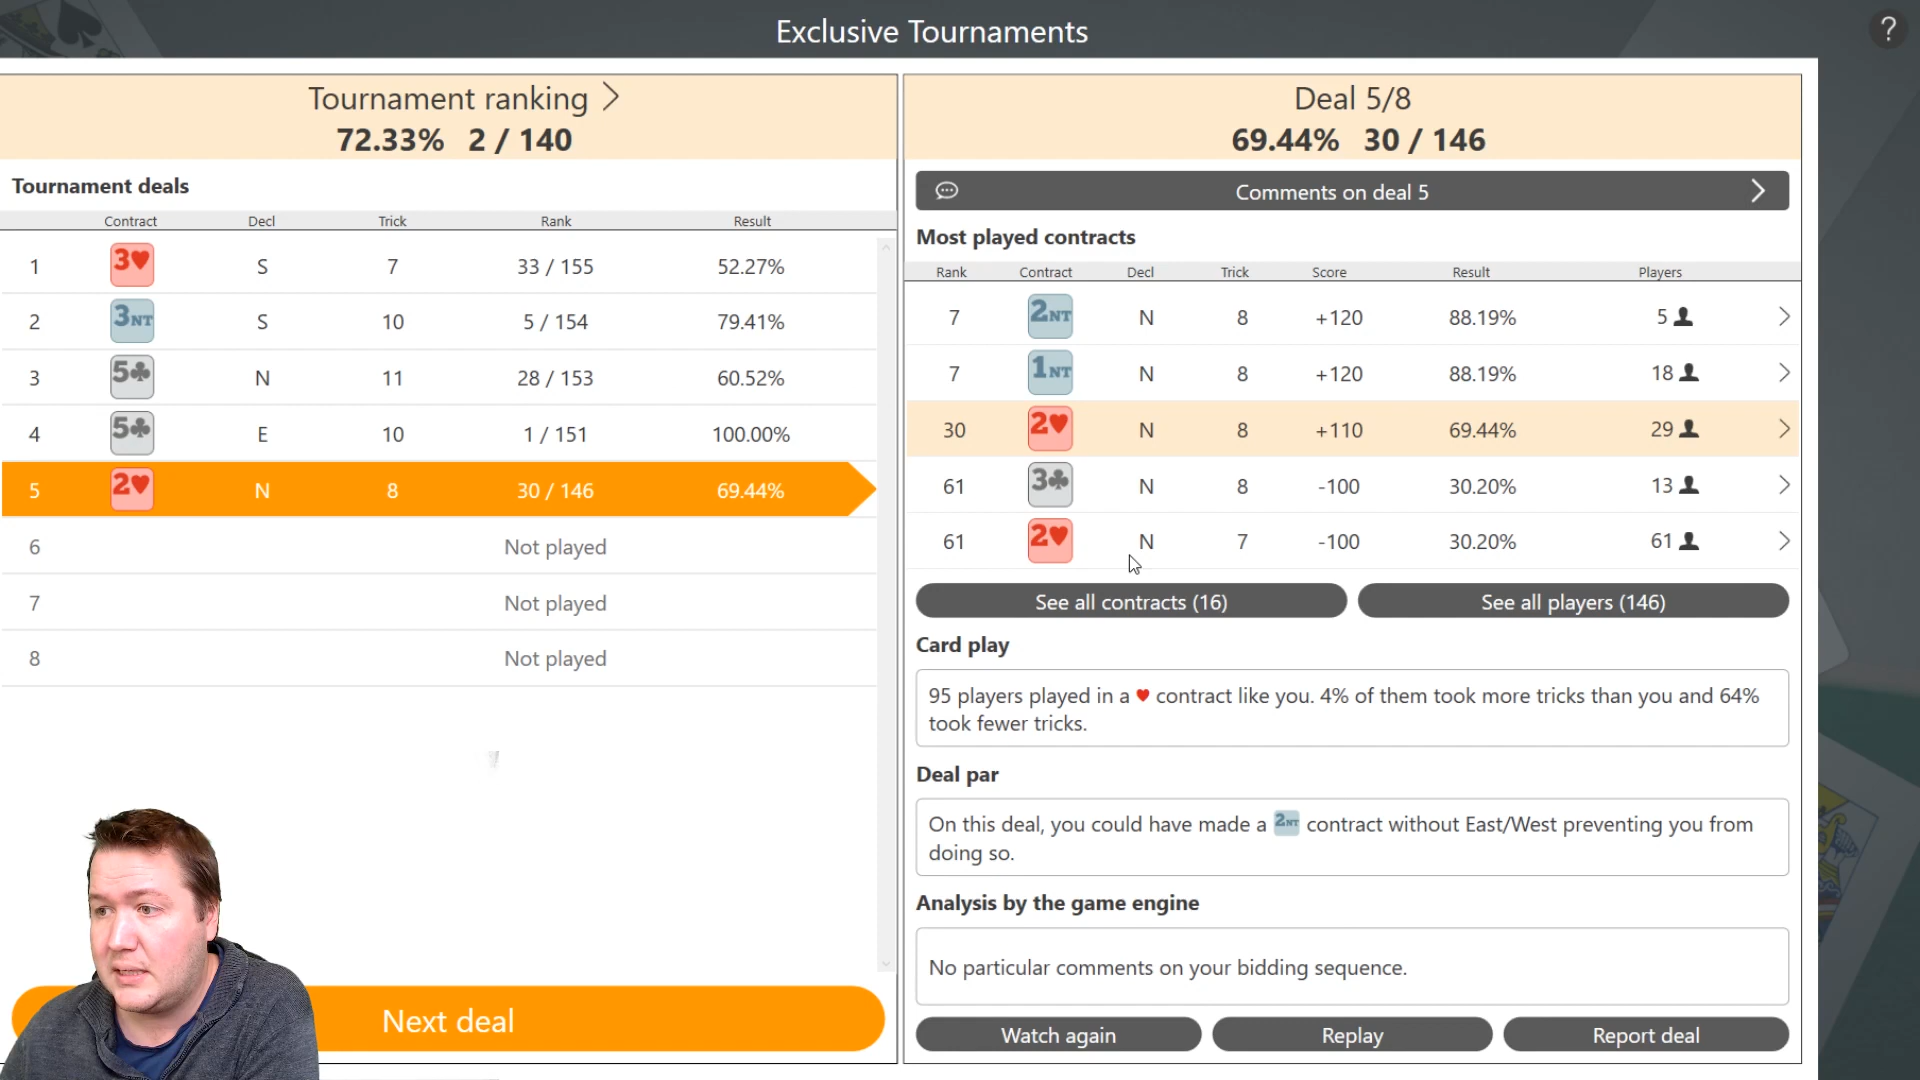 Exclusive Tournaments
?
Tournament ranking >
72.33% 2 / 140
Tournament deals
Contract Decl Trick Rank Result
1 3♥ S 7 33 / 155 52.27%
2 3NT S 10 5 / 154 79.41%
3 5♣ N 11 28 / 153 60.52%
4 5♣ E 10 1 / 151 100.00%
5 2♥ N 8 30 / 146 69.44%
6 Not played
7 Not played
8 Not played
Next deal
Deal 5/8
69.44% 30 / 146
Comments on deal 5
Most played contracts
Rank Contract Decl Trick Score Result Players
7 2NT N 8 +120 88.19% 5
7 1NT N 8 +120 88.19% 18
30 2♥ N 8 +110 69.44% 29
61 3♣ N 8 -100 30.20% 13
61 2♥ N 7 -100 30.20% 61
See all contracts (16) See all players (146)
Card play
95 players played in a ♥ contract like you. 4% of them took more tricks than you and 64%
took fewer tricks.
Deal par
On this deal, you could have made a 2NT contract without East/West preventing you from
doing so.
Analysis by the game engine
No particular comments on your bidding sequence.
Watch again Replay Report deal